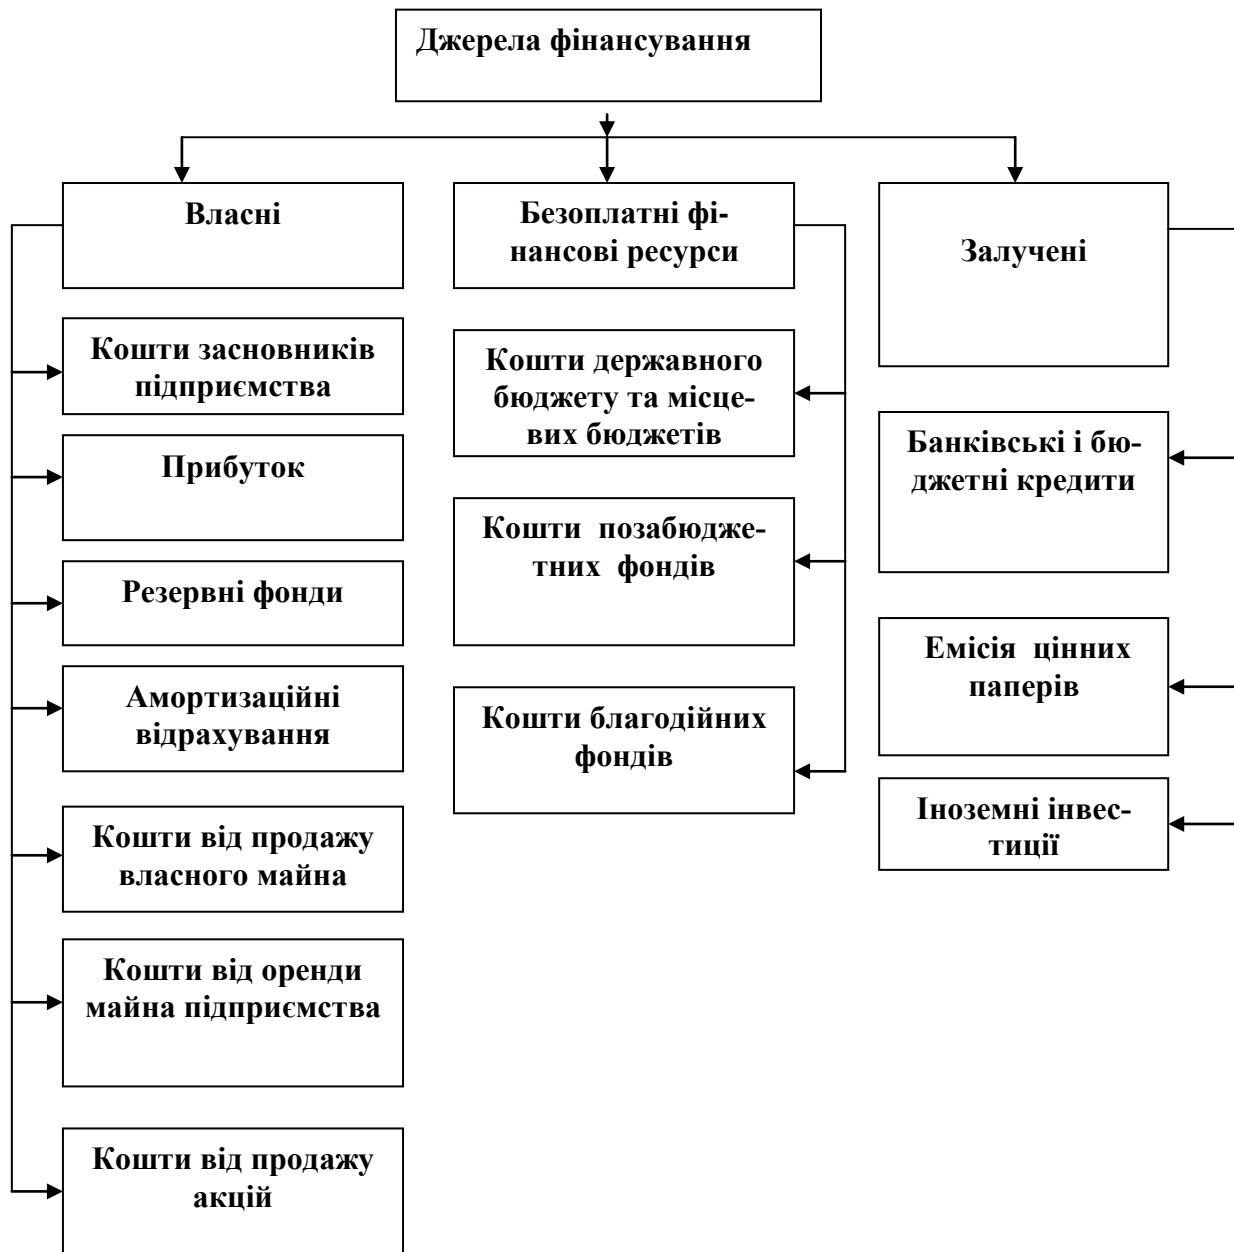 Джерела фінансування
Власні
Кошти засновників
підприємства
Прибуток
Резервні фонди
Амортизаційні
відрахування
Кошти від продажу
власного майна
Кошти від оренди
майна підприємства
Кошти від продажу
акцій
Безоплатні фі-
нансові ресурси
Кошти державного
бюджету та місце-
вих бюджетів
Кошти позабюдже-
тних фондів
Кошти благодійних
фондів
Залучені
Банківські і бю-
джетні кредити
Емісія цінних
паперів
Іноземні інвес-
тиції